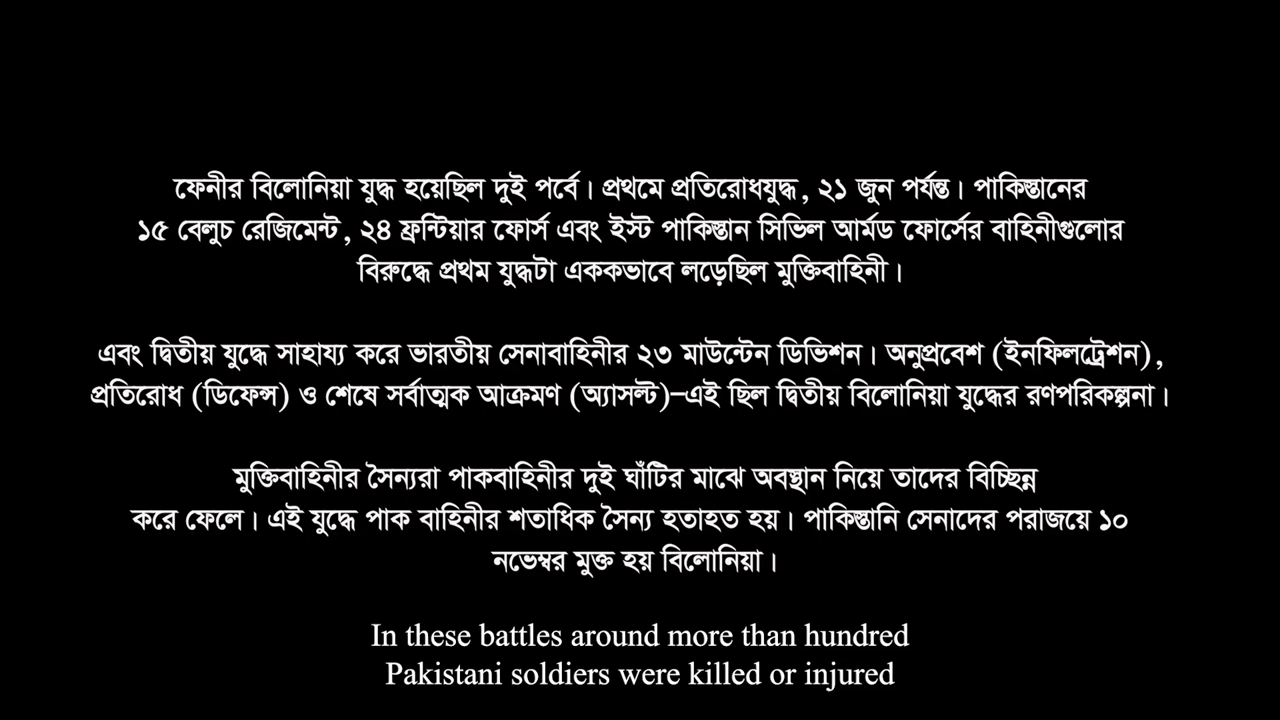 ফেনীর বিলোনিয়া যুদ্ধ হয়েছিল দুই পর্বে। প্রথমে প্রতিরোধযুদ্ধ, ২১ জুন পর্যন্ত। পাকিস্তানের
১৫ বেলুচ রেজিমেন্ট, ২৪ ফ্রন্টিয়ার ফোর্স এবং ইস্ট পাকিস্তান সিভিল আর্মড ফোর্সের বাহিনীগুলোর
বিরুদ্ধে প্রথম যুদ্ধটা এককভাবে লড়েছিল মুক্তিবাহিনী।
এবং দ্বিতীয় যুদ্ধে সাহায্য করে ভারতীয় সেনাবাহিনীর ২৩ মাউন্টেন ডিভিশন। অনুপ্রবেশ (ইনফিলট্রেশন),
প্রতিরোধ (ডিফেন্স) ও শেষে সর্বাত্মক আক্রমণ (অ্যাসল্ট)–এই ছিল দ্বিতীয় বিলোনিয়া যুদ্ধের রণপরিকল্পনা।
মুক্তিবাহিনীর সৈন্যরা পাকবাহিনীর দুই ঘাঁটির মাঝে অবস্থান নিয়ে তাদের বিচ্ছিন্ন
করে ফেলে। এই যুদ্ধে পাক বাহিনীর শতাধিক সৈন্য হতাহত হয়। পাকিস্তানি সেনাদের পরাজয়ে ১০
নভেম্বর মুক্ত হয় বিলোনিয়া।
In these battles around more than hundred
Pakistani soldiers were killed or injured